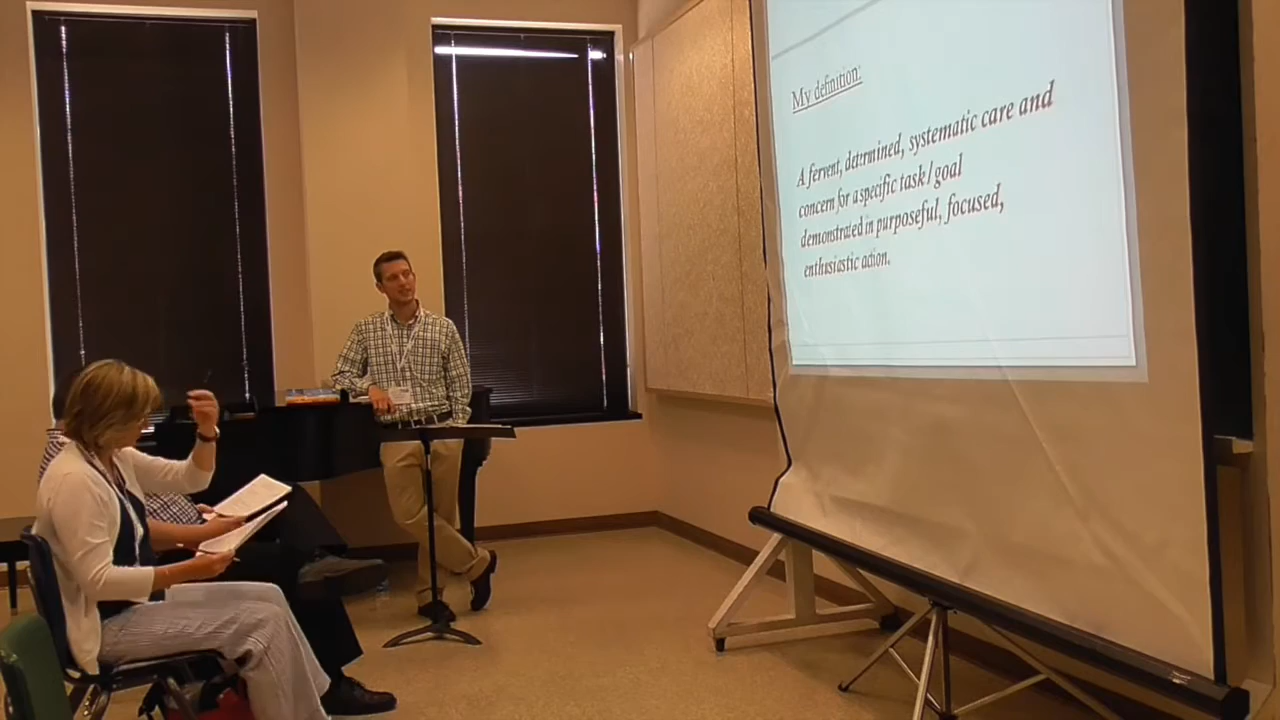 My definition:
A fervent, determined, systematic care and
concern for a specific task/goal
demonstrated in purposeful, focused,
enthusiastic action.